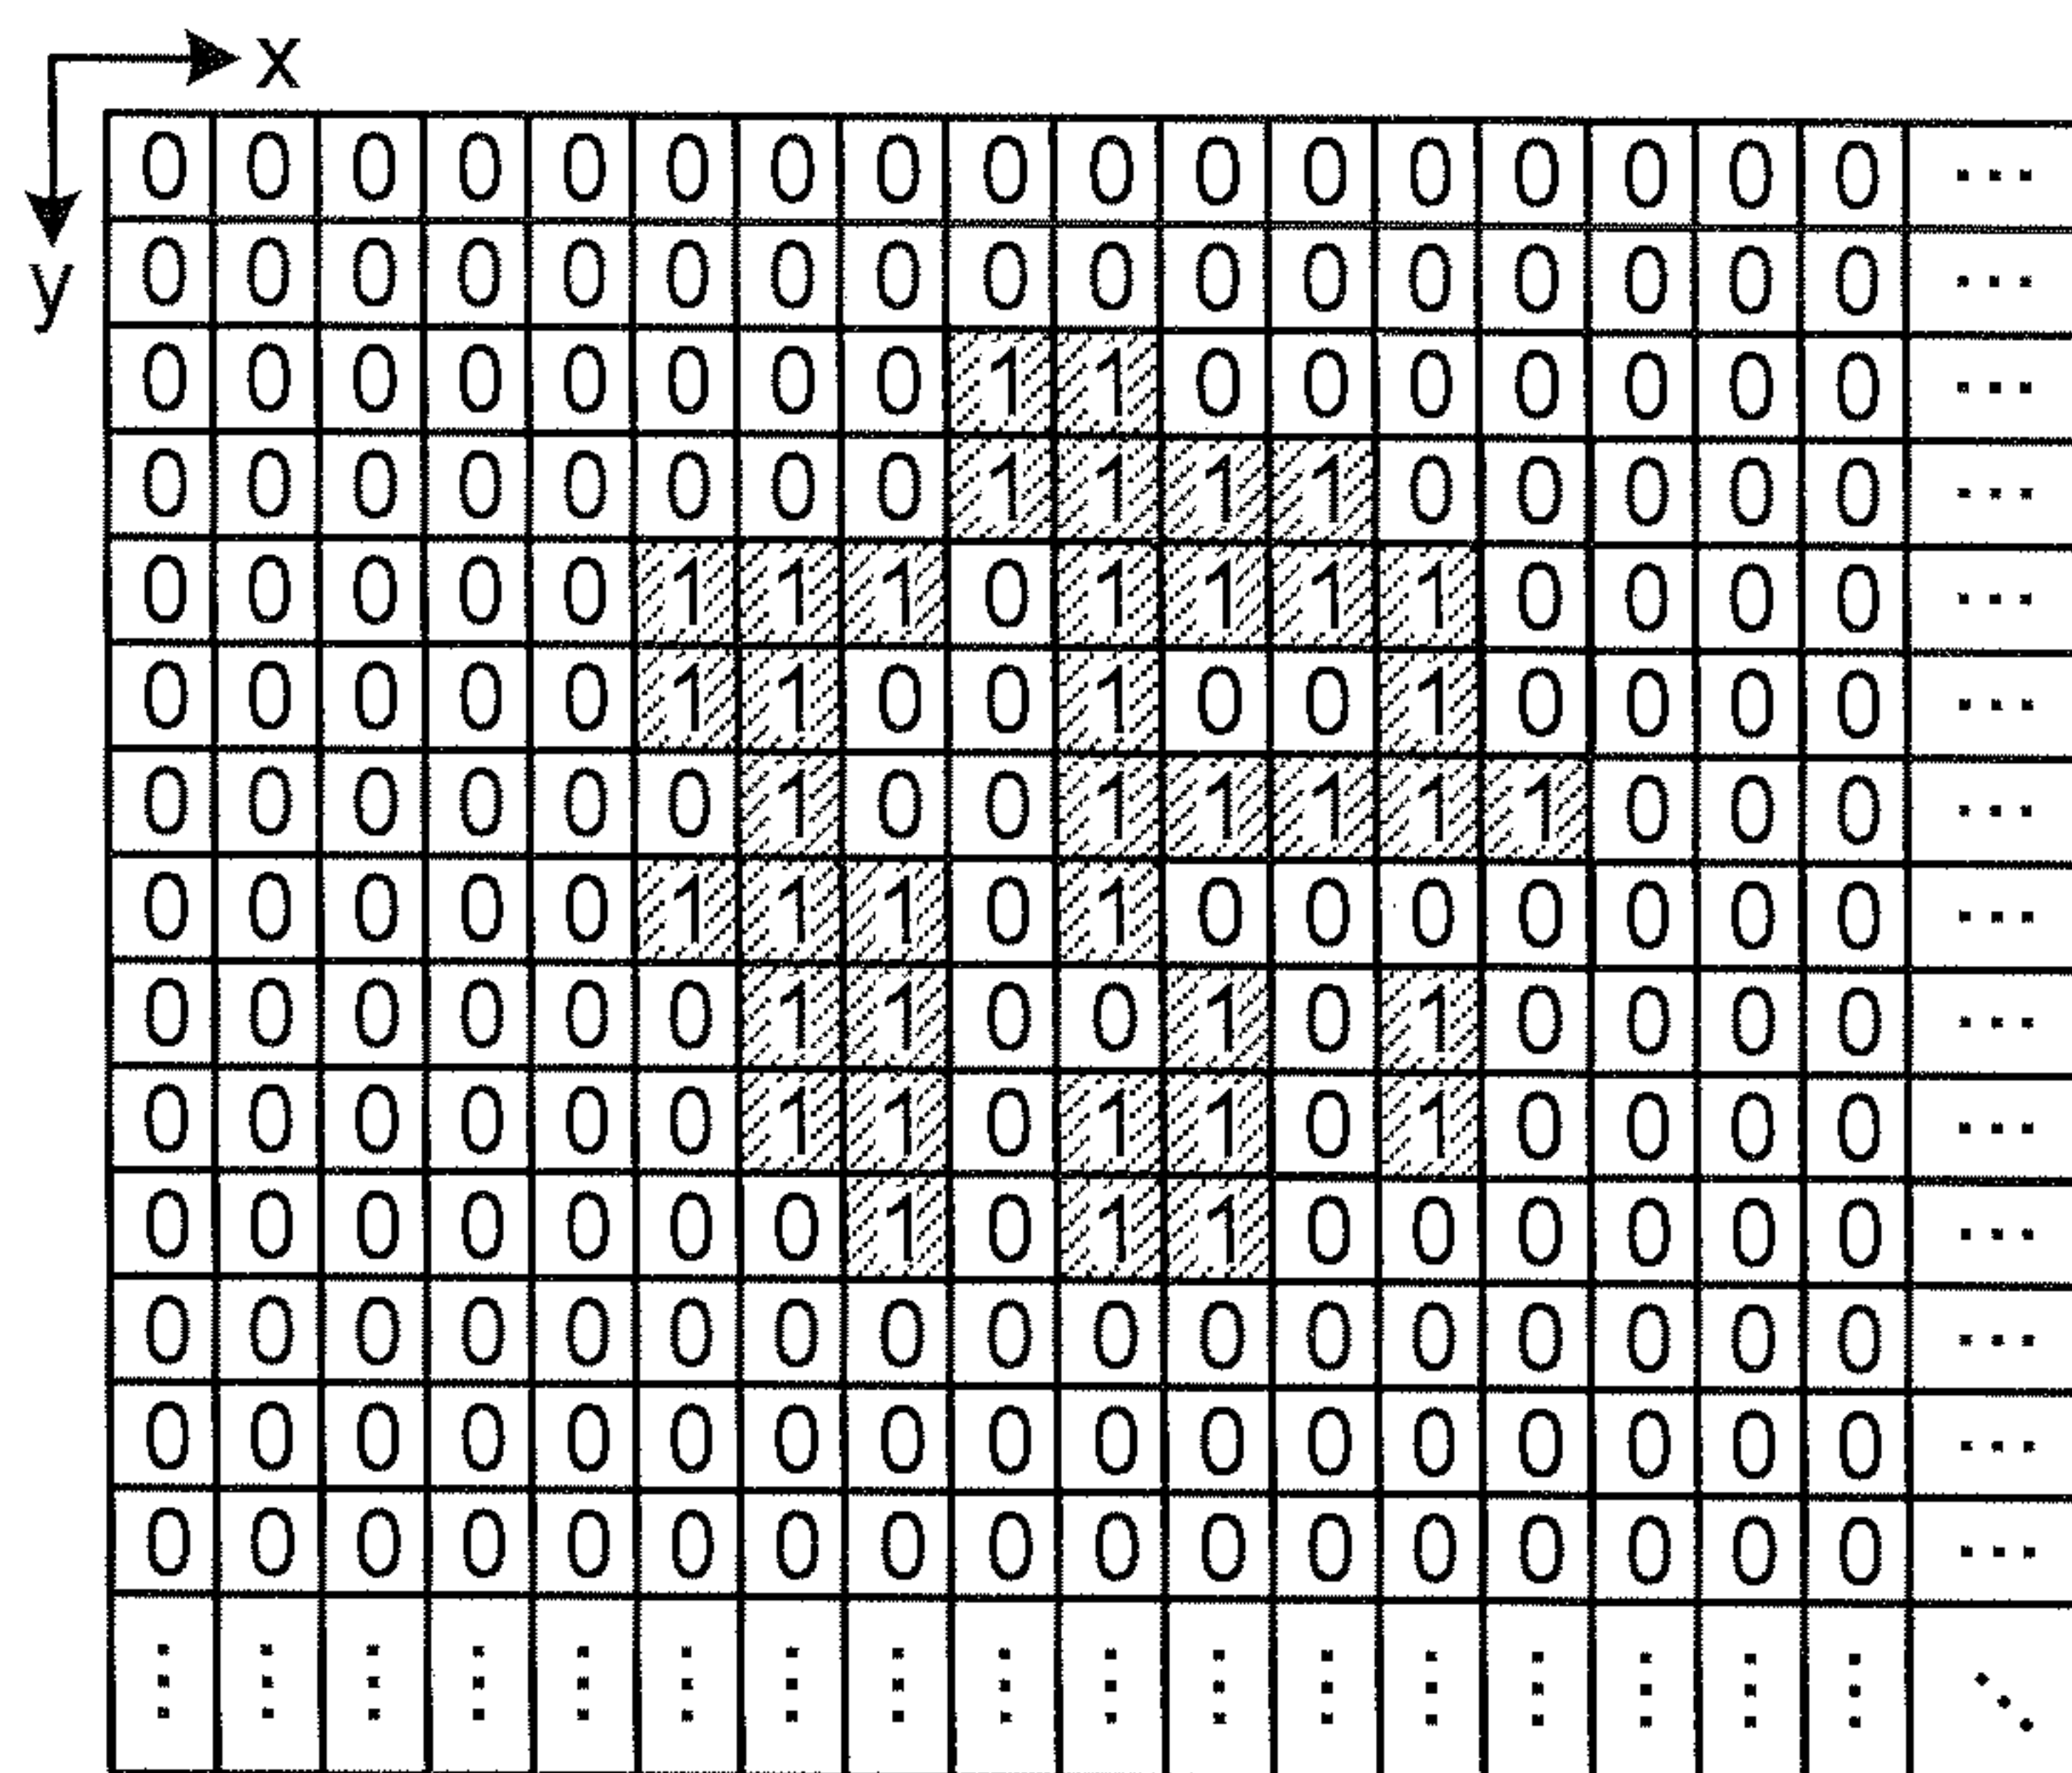 x
y
0 0 0 0 0 0 0 0 0 0 0 0 0 0 0 0 0 ...
0 0 0 0 0 0 0 0 0 0 0 0 0 0 0 0 0 ...
0 0 0 0 0 0 0 0 1 1 0 0 0 0 0 0 0 ...
0 0 0 0 0 0 0 0 1 1 1 1 0 0 0 0 0 ...
0 0 0 0 0 1 1 1 0 1 1 1 1 0 0 0 0 ...
0 0 0 0 0 1 1 0 0 1 0 0 1 0 0 0 0 ...
0 0 0 0 0 0 1 0 0 1 1 1 1 1 0 0 0 ...
0 0 0 0 0 1 1 1 0 1 0 0 0 0 0 0 0 ...
0 0 0 0 0 0 1 1 0 0 1 0 1 0 0 0 0 ...
0 0 0 0 0 0 1 1 0 1 1 0 1 0 0 0 0 ...
0 0 0 0 0 0 0 1 0 1 1 0 0 0 0 0 0 ...
0 0 0 0 0 0 0 0 0 0 0 0 0 0 0 0 0 ...
0 0 0 0 0 0 0 0 0 0 0 0 0 0 0 0 0 ...
0 0 0 0 0 0 0 0 0 0 0 0 0 0 0 0 0 ...
⋮ ⋮ ⋮ ⋮ ⋮ ⋮ ⋮ ⋮ ⋮ ⋮ ⋮ ⋮ ⋮ ⋮ ⋮ ⋮ ⋮ ⋱